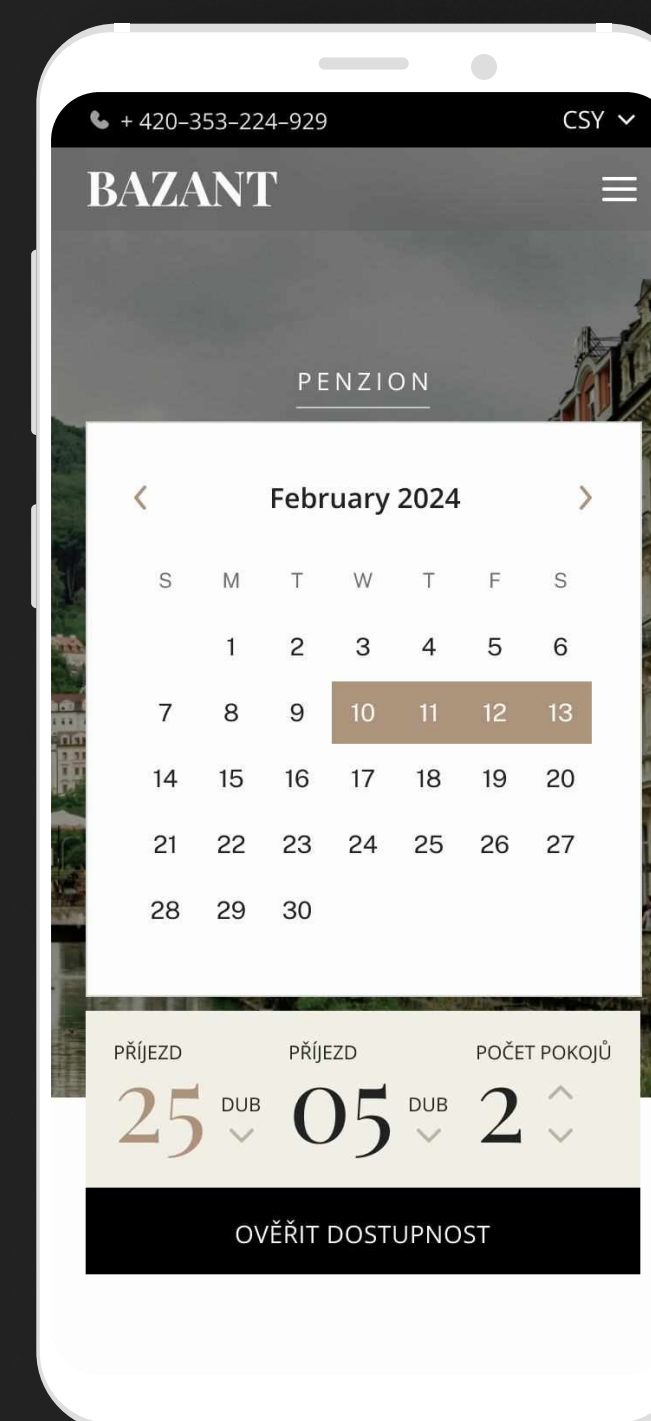 + 420–353–224–929 CSY
BAZANT
PENZION
February 2024
S M T W T F S
1 2 3 4 5 6
7 8 9 10 11 12 13
14 15 16 17 18 19 20
21 22 23 24 25 26 27
28 29 30
PŘÍJEZD PŘÍJEZD POČET POKOJŮ
25 DUB 05 DUB 2
OVĚŘIT DOSTUPNOST